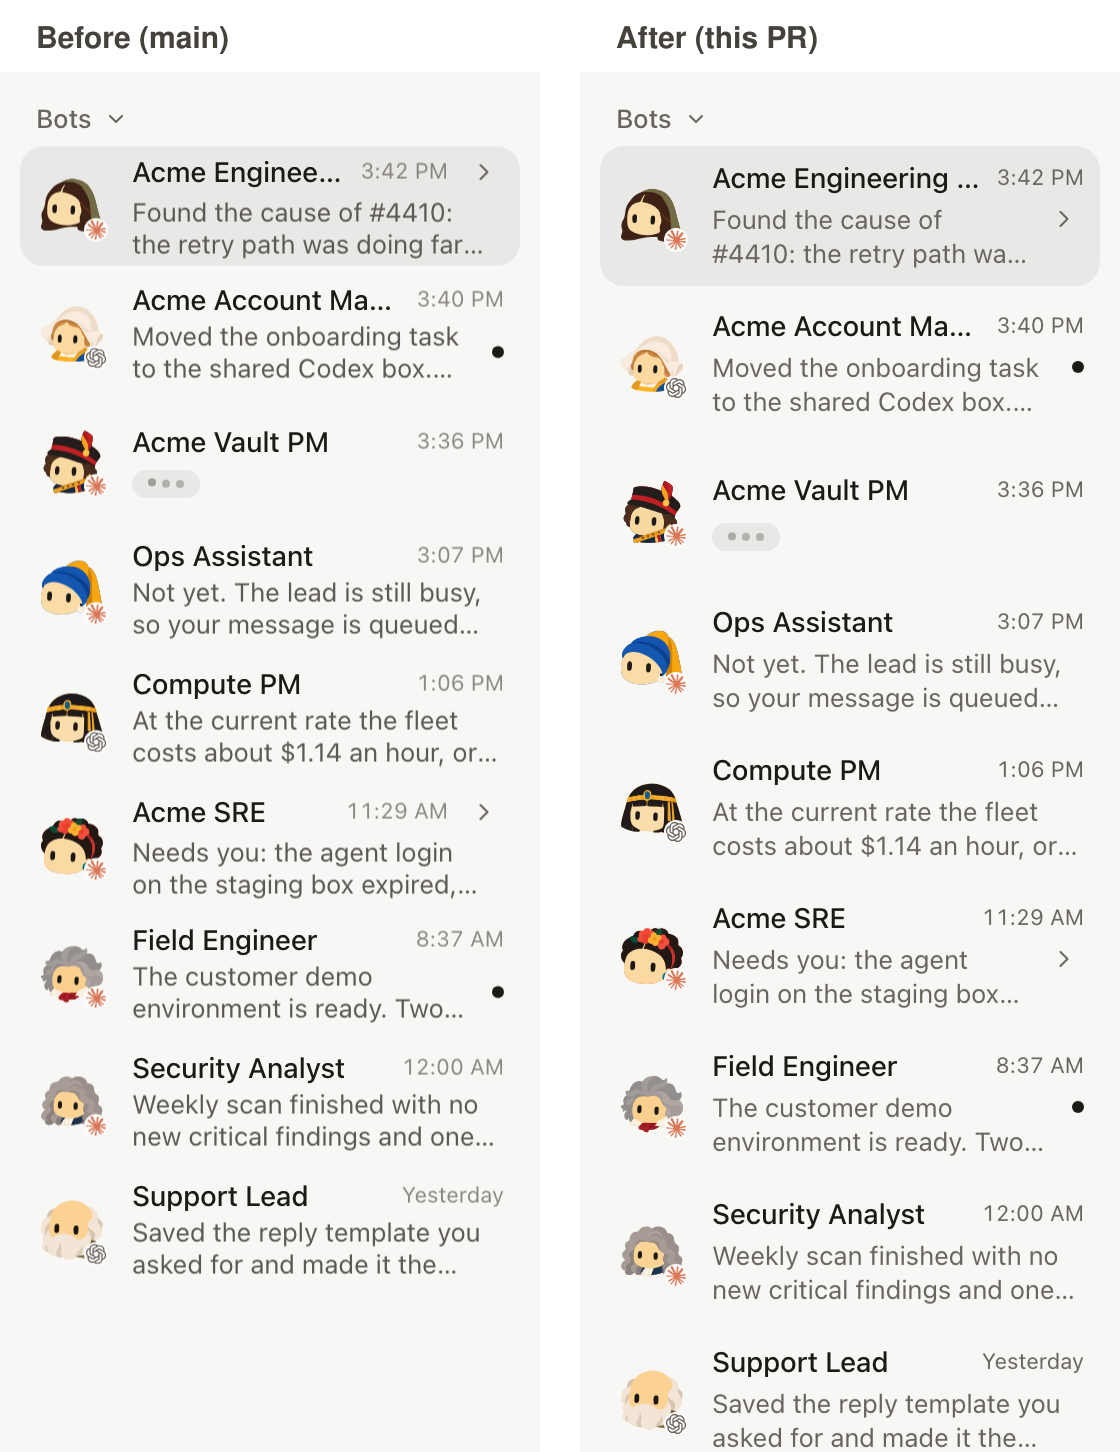 Before (main)
Bots
Acme Enginee... 3:42 PM
Found the cause of #4410:
the retry path was doing far...
Acme Account Ma... 3:40 PM
Moved the onboarding task
to the shared Codex box....
Acme Vault PM 3:36 PM
Ops Assistant 3:07 PM
Not yet. The lead is still busy,
so your message is queued...
Compute PM 1:06 PM
At the current rate the fleet
costs about $1.14 an hour, or...
Acme SRE 11:29 AM
Needs you: the agent login
on the staging box expired,...
Field Engineer 8:37 AM
The customer demo
environment is ready. Two...
Security Analyst 12:00 AM
Weekly scan finished with no
new critical findings and one...
Support Lead Yesterday
Saved the reply template you
asked for and made it the...
After (this PR)
Bots
Acme Engineering ... 3:42 PM
Found the cause of
#4410: the retry path wa...
Acme Account Ma... 3:40 PM
Moved the onboarding task
to the shared Codex box....
Acme Vault PM 3:36 PM
Ops Assistant 3:07 PM
Not yet. The lead is still busy,
so your message is queued...
Compute PM 1:06 PM
At the current rate the fleet
costs about $1.14 an hour, or...
Acme SRE 11:29 AM
Needs you: the agent
login on the staging box...
Field Engineer 8:37 AM
The customer demo
environment is ready. Two...
Security Analyst 12:00 AM
Weekly scan finished with no
new critical findings and one...
Support Lead Yesterday
Saved the reply template you
asked for and made it the...